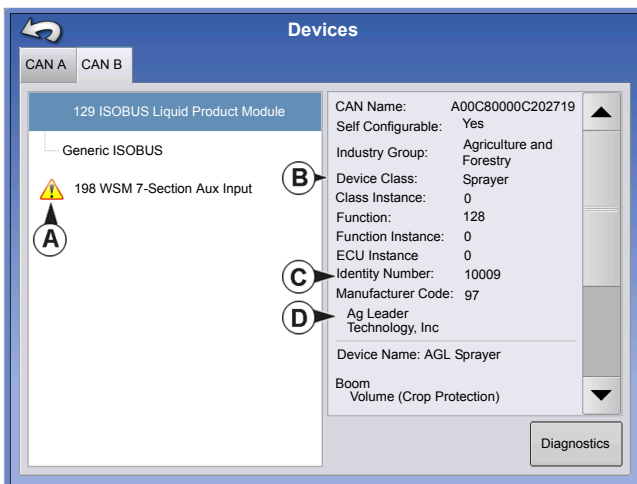 Devices
CAN A
CAN B
129 ISOBUS Liquid Product Module
Generic ISOBUS
198 WSM 7-Section Aux Input
A
CAN Name: A00C80000C202719
Self Configurable: Yes
Industry Group: Agriculture and
Forestry
B
Device Class: Sprayer
Class Instance: 0
Function: 128
Function Instance: 0
ECU Instance 0
C
Identity Number: 10009
Manufacturer Code: 97
D
Ag Leader
Technology, Inc
Device Name: AGL Sprayer
Boom
Volume (Crop Protection)
Diagnostics